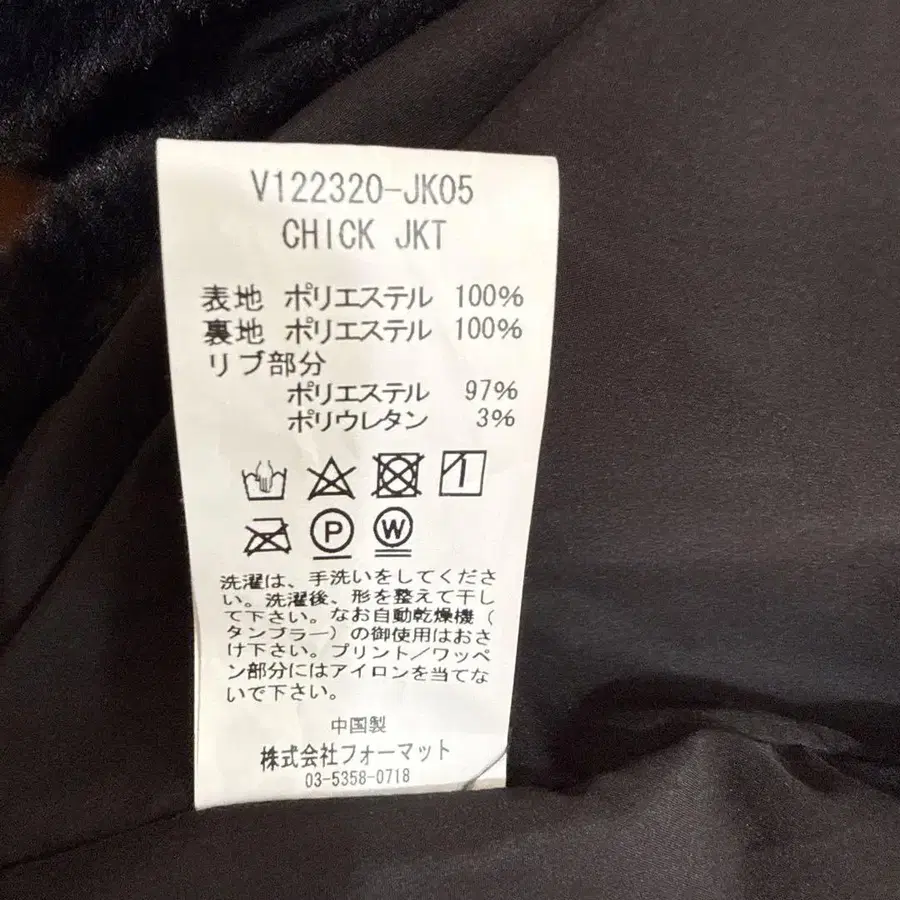 V122320-JK05
CHICK JKT
表地 ポリエステル 100%
裏地 ポリエステル 100%
リブ部分
ポリエステル 97%
ポリウレタン 3%
P W
洗濯は、手洗いをしてくださ
い。洗濯後、形を整えて干し
て下さい。なお自動乾燥機(
タンブラー)の御使用はおさ
け下さい。プリント/ワッペ
ン部分にはアイロンを当てな
いで下さい。
中国製
株式会社フォーマット
03-5358-0718